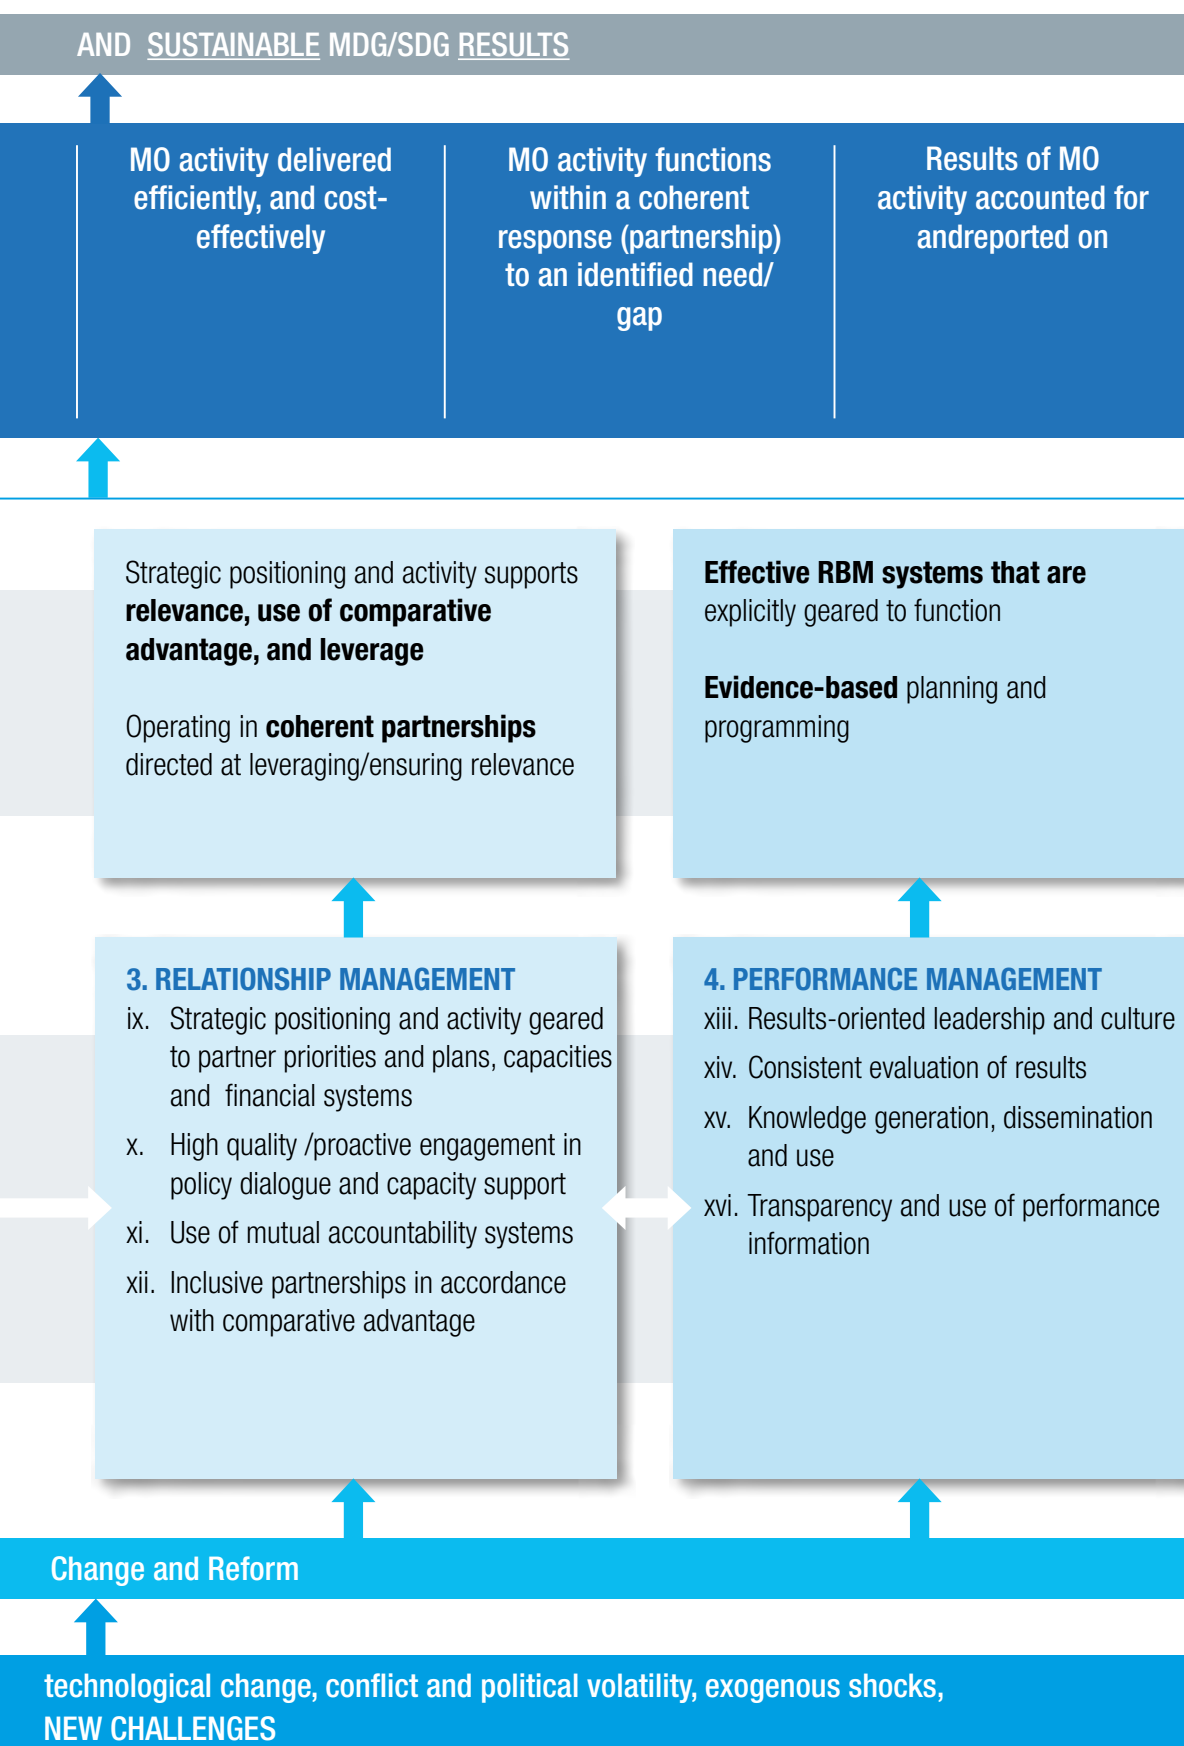 AND SUSTAINABLE MDG/SDG RESULTS
MO activity delivered
efficiently, and cost-
effectively
MO activity functions
within a coherent
response (partnership)
to an identified need/
gap
Results of MO
activity accounted for
andreported on
Strategic positioning and activity supports
relevance, use of comparative
advantage, and leverage
Operating in coherent partnerships
directed at leveraging/ensuring relevance
Effective RBM systems that are
explicitly geared to function
Evidence-based planning and
programming
3. RELATIONSHIP MANAGEMENT
ix. Strategic positioning and activity geared
to partner priorities and plans, capacities
and financial systems
x. High quality /proactive engagement in
policy dialogue and capacity support
xi. Use of mutual accountability systems
xii. Inclusive partnerships in accordance
with comparative advantage
4. PERFORMANCE MANAGEMENT
xiii. Results-oriented leadership and culture
xiv. Consistent evaluation of results
xv. Knowledge generation, dissemination
and use
xvi. Transparency and use of performance
information
Change and Reform
technological change, conflict and political volatility, exogenous shocks,
NEW CHALLENGES